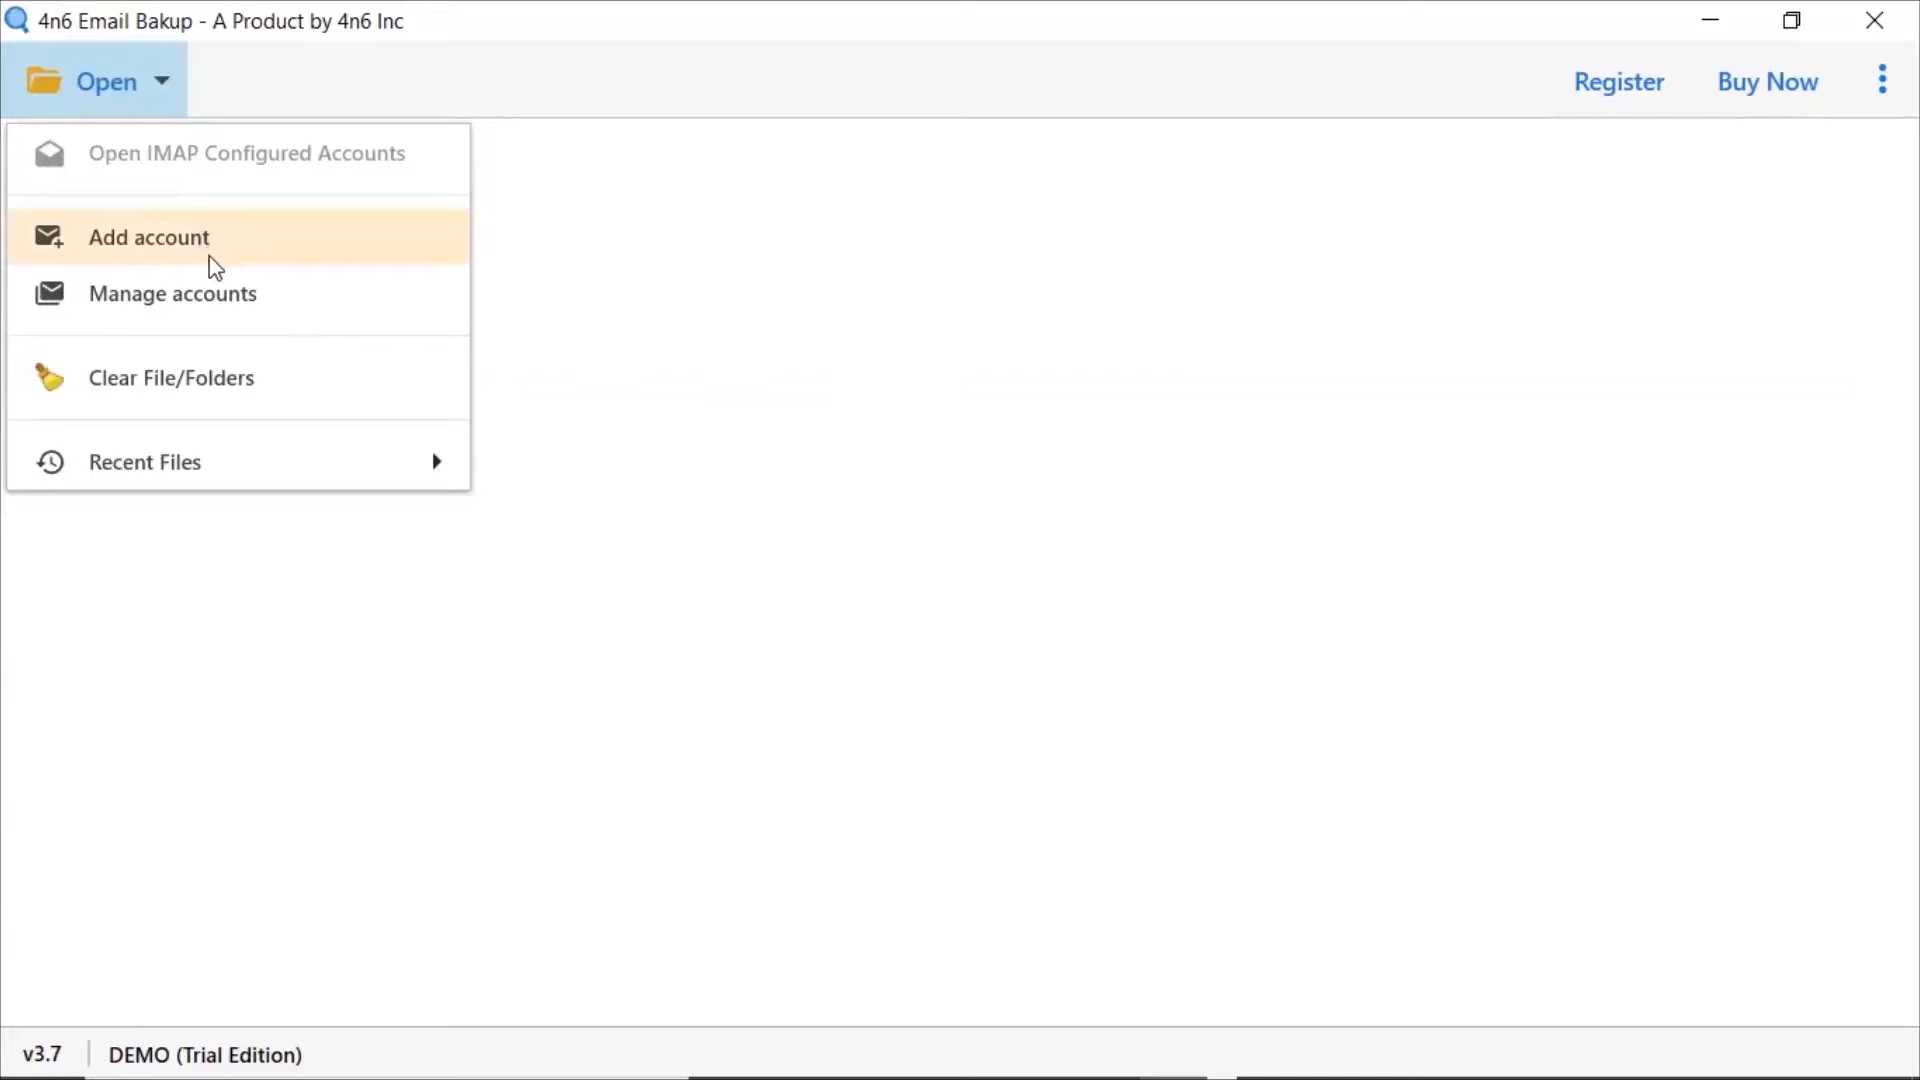 4n6 Email Bakup - A Product by 4n6 Inc
Open
Register
Buy Now
Open IMAP Configured Accounts
Add account
Manage accounts
Clear File/Folders
Recent Files
v3.7
DEMO (Trial Edition)